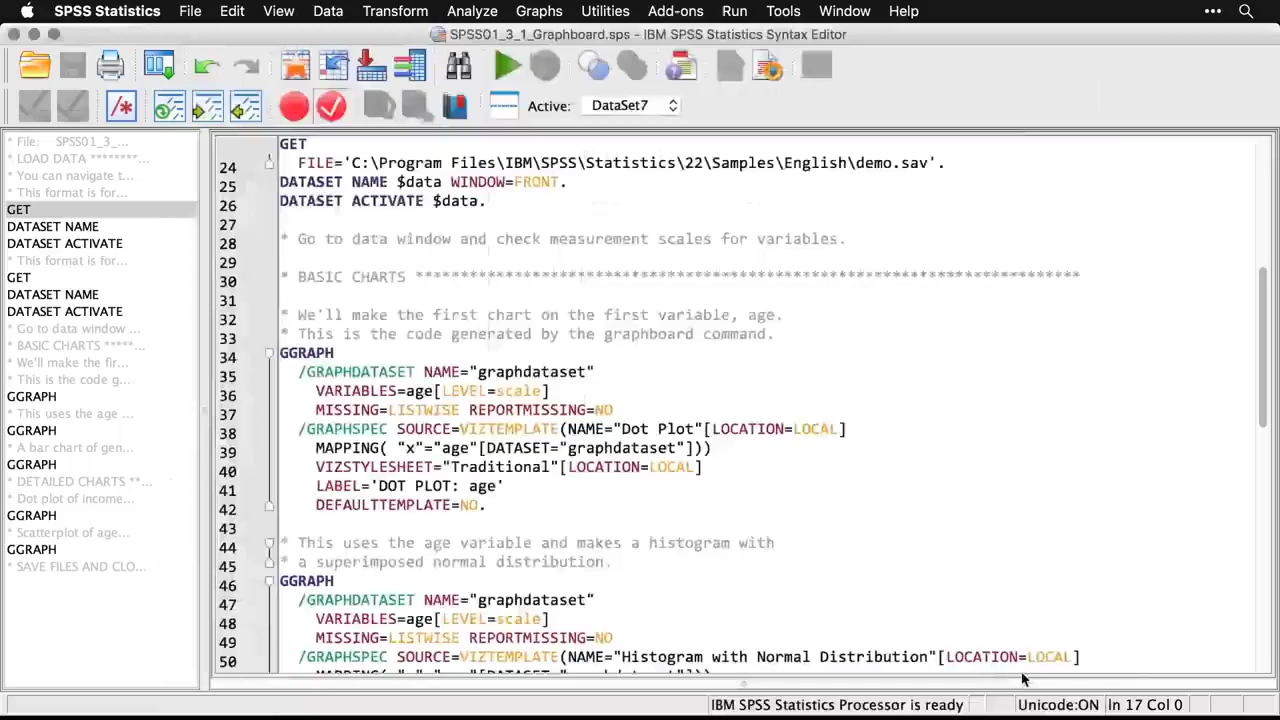 SPSS Statistics File Edit View Data Transform Analyze Graphs Utilities Add-ons Run Tools Window Help
SPSS01_3_1_Graphboard.sps - IBM SPSS Statistics Syntax Editor
Active: DataSet7
* File: SPSS01_3_...
* LOAD DATA ********...
* You can navigate t...
* This format is for...
GET
DATASET NAME
DATASET ACTIVATE
* This format is for...
GET
DATASET NAME
DATASET ACTIVATE
* Go to data window ...
* BASIC CHARTS *****...
* We'll make the fir...
* This is the code g...
GGRAPH
* This uses the age ...
GGRAPH
* A bar chart of gen...
GGRAPH
* DETAILED CHARTS **...
* Dot plot of income...
GGRAPH
* Scatterplot of age...
GGRAPH
* SAVE FILES AND CLO...
GET
24 FILE='C:\Program Files\IBM\SPSS\Statistics\22\Samples\English\demo.sav'.
25 DATASET NAME $data WINDOW=FRONT.
26 DATASET ACTIVATE $data.
27
28 * Go to data window and check measurement scales for variables.
29
30 * BASIC CHARTS **************************************************************************
31
32 * We'll make the first chart on the first variable, age.
33 * This is the code generated by the graphboard command.
34 GGRAPH
35 /GRAPHDATASET NAME="graphdataset"
36 VARIABLES=age[LEVEL=scale]
37 MISSING=LISTWISE REPORTMISSING=NO
38 /GRAPHSPEC SOURCE=VIZTEMPLATE(NAME="Dot Plot"[LOCATION=LOCAL]
39 MAPPING( "x"="age"[DATASET="graphdataset"]))
40 VIZSTYLESHEET="Traditional"[LOCATION=LOCAL]
41 LABEL='DOT PLOT: age'
42 DEFAULTTEMPLATE=NO.
43
44 * This uses the age variable and makes a histogram with
45 * a superimposed normal distribution.
46 GGRAPH
47 /GRAPHDATASET NAME="graphdataset"
48 VARIABLES=age[LEVEL=scale]
49 MISSING=LISTWISE REPORTMISSING=NO
50 /GRAPHSPEC SOURCE=VIZTEMPLATE(NAME="Histogram with Normal Distribution"[LOCATION=LOCAL]
IBM SPSS Statistics Processor is ready Unicode:ON In 17 Col 0